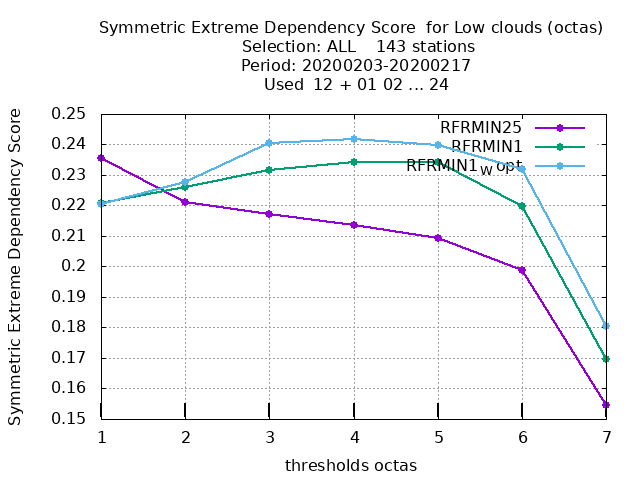 Symmetric Extreme Dependency Score for Low clouds (octas)
Selection: ALL 143 stations
Period: 20200203-20200217
Used 12 + 01 02 ... 24
Symmetric Extreme Dependency Score
0.25
0.24
0.23
0.22
0.21
0.2
0.19
0.18
0.17
0.16
0.15
RFRMIN25
RFRMIN1
RFRMIN1wopt
1 2 3 4 5 6 7
thresholds octas